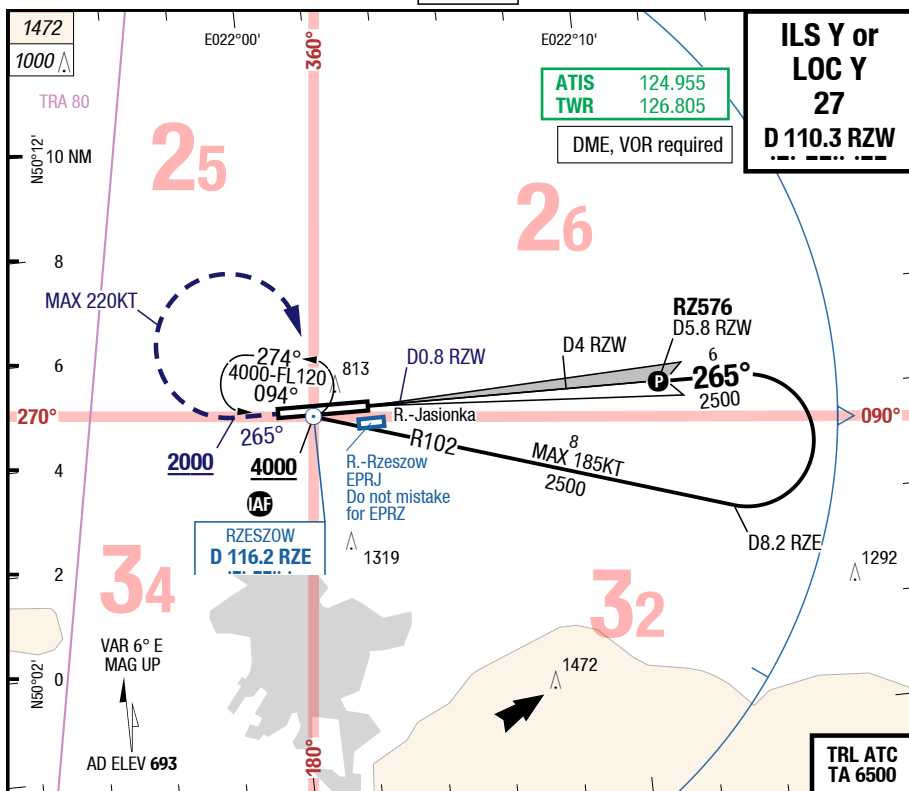 1472
1000
TRA 80
E022°00'
360°
E022°10'
ATIS 124.955
TWR 126.805
DME, VOR required
ILS Y or
LOC Y
27
D 110.3 RZW
N50°12'
10 NM
25
26
8
MAX 220KT
RZ576
D5.8 RZW
D4 RZW
D0.8 RZW
6
274°
4000-FL120
094°
813
P
6
265°
2500
270°
R.-Jasionka
090°
265°
R102
8
MAX 185KT
2500
2000
4000
4
IAF
R.-Rzeszow
EPRJ
Do not mistake
for EPRZ
RZESZOW
D 116.2 RZE
D8.2 RZE
1319
1292
34
2
32
VAR 6° E
MAG UP
1472
N50°02'
0
AD ELEV 693
180°
TRL ATC
TA 6500